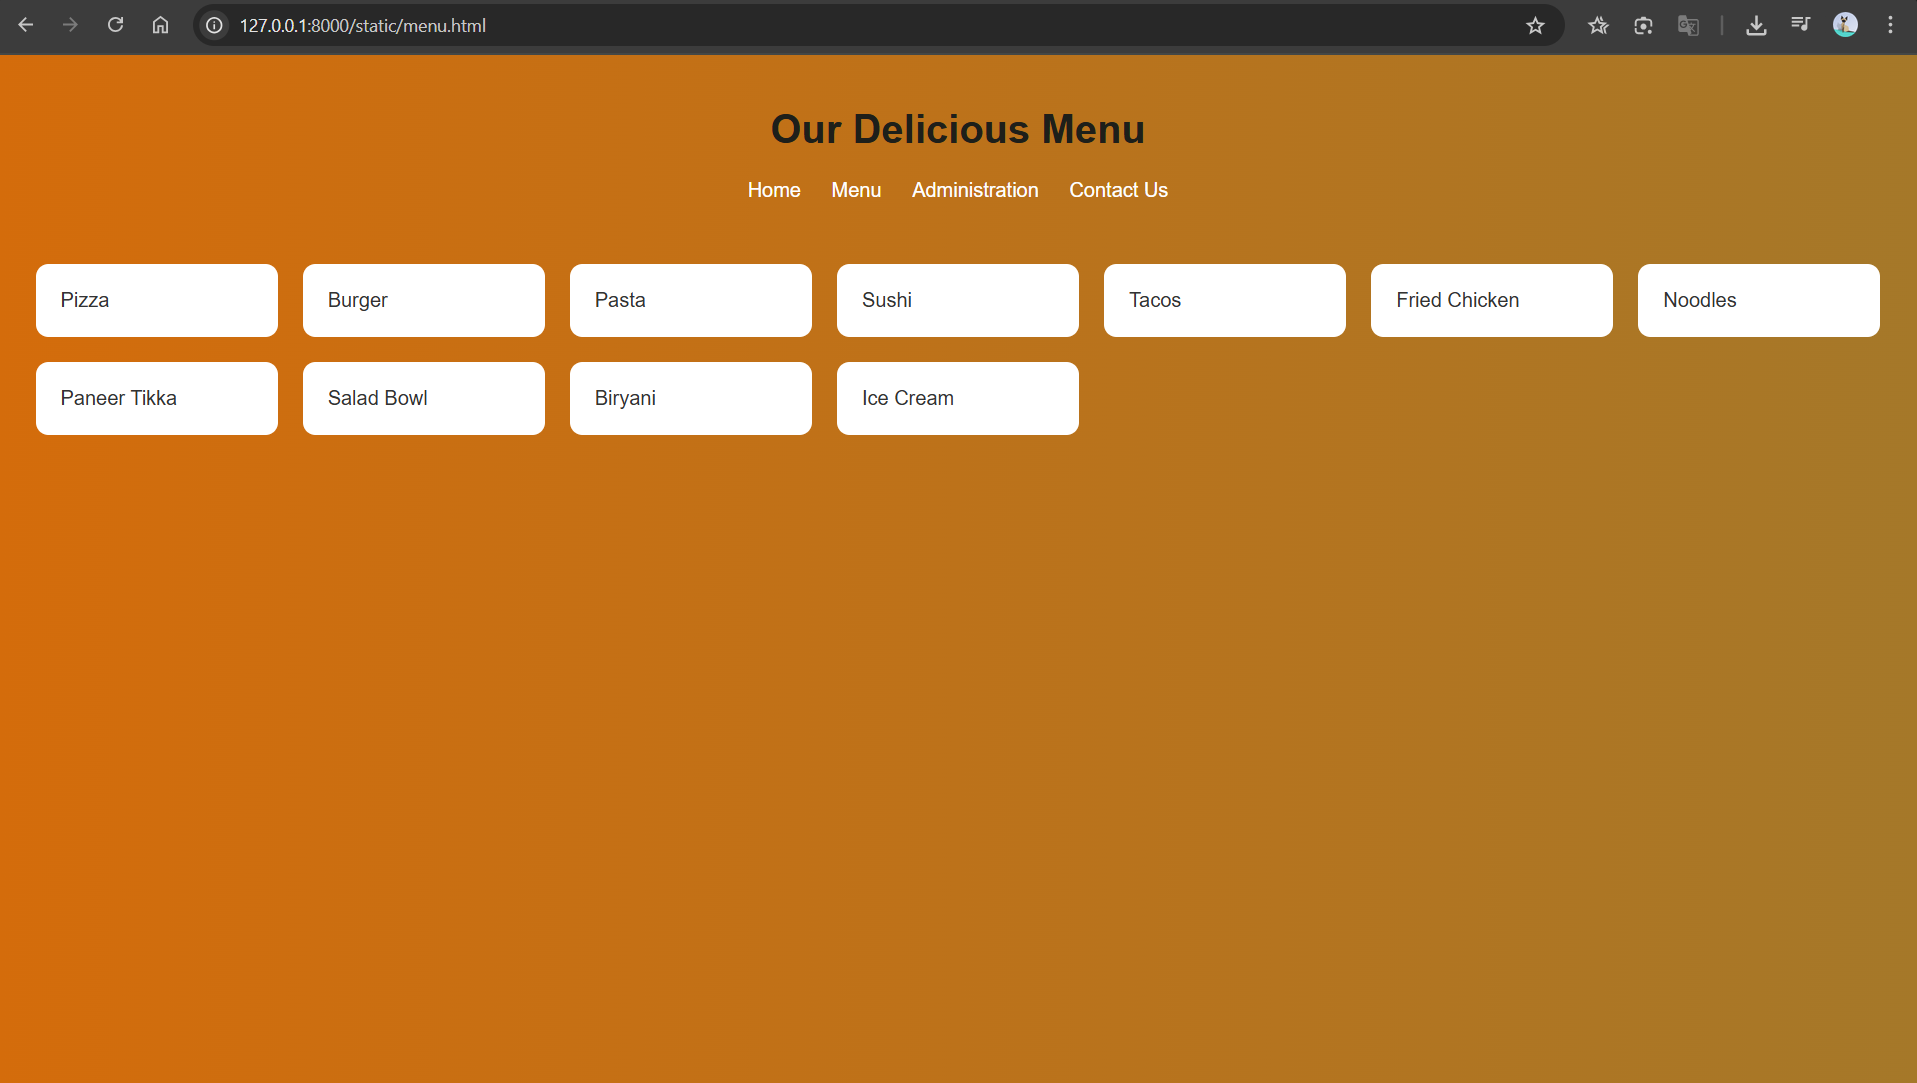 127.0.0.1:8000/static/menu.html
Our Delicious Menu
Home Menu Administration Contact Us
Pizza Burger Pasta Sushi Tacos Fried Chicken Noodles
Paneer Tikka Salad Bowl Biryani Ice Cream